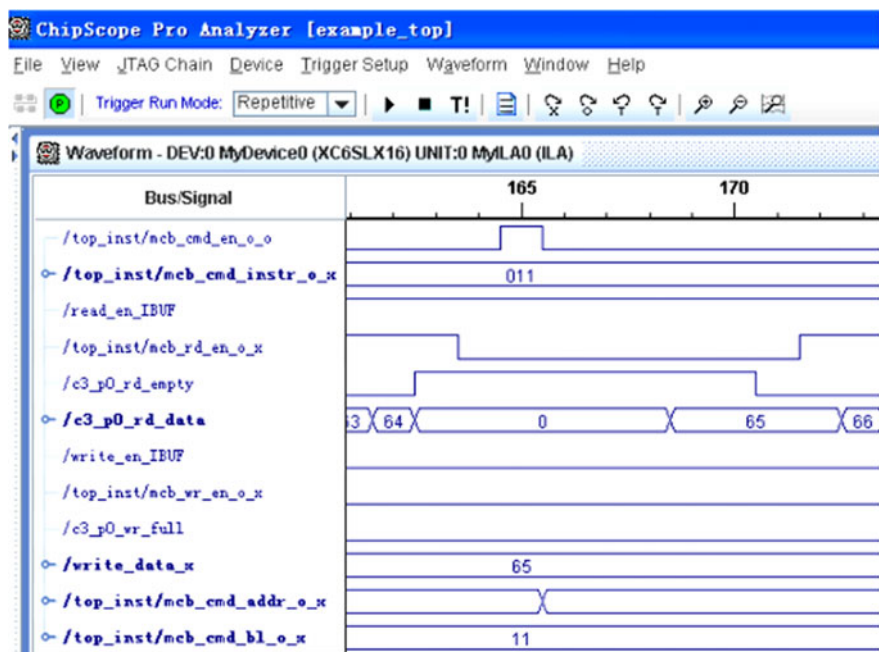 ChipScope Pro Analyzer [example_top]
File View JTAG Chain Device Trigger Setup Waveform Window Help
P Trigger Run Mode: Repetitive T!
Waveform - DEV:0 MyDevice0 (XC6SLX16) UNIT:0 MyILA0 (ILA)
Bus/Signal 165 170
/top_inst/mcb_cmd_en_o_o
/top_inst/mcb_cmd_instr_o_x 011
/read_en_IBUF
/top_inst/mcb_rd_en_o_x
/c3_p0_rd_empty
/c3_p0_rd_data 64 0 65 66
/write_en_IBUF
/top_inst/mcb_wr_en_o_x
/c3_p0_wr_full
/write_data_x 65
/top_inst/mcb_cmd_addr_o_x
/top_inst/mcb_cmd_bl_o_x 11